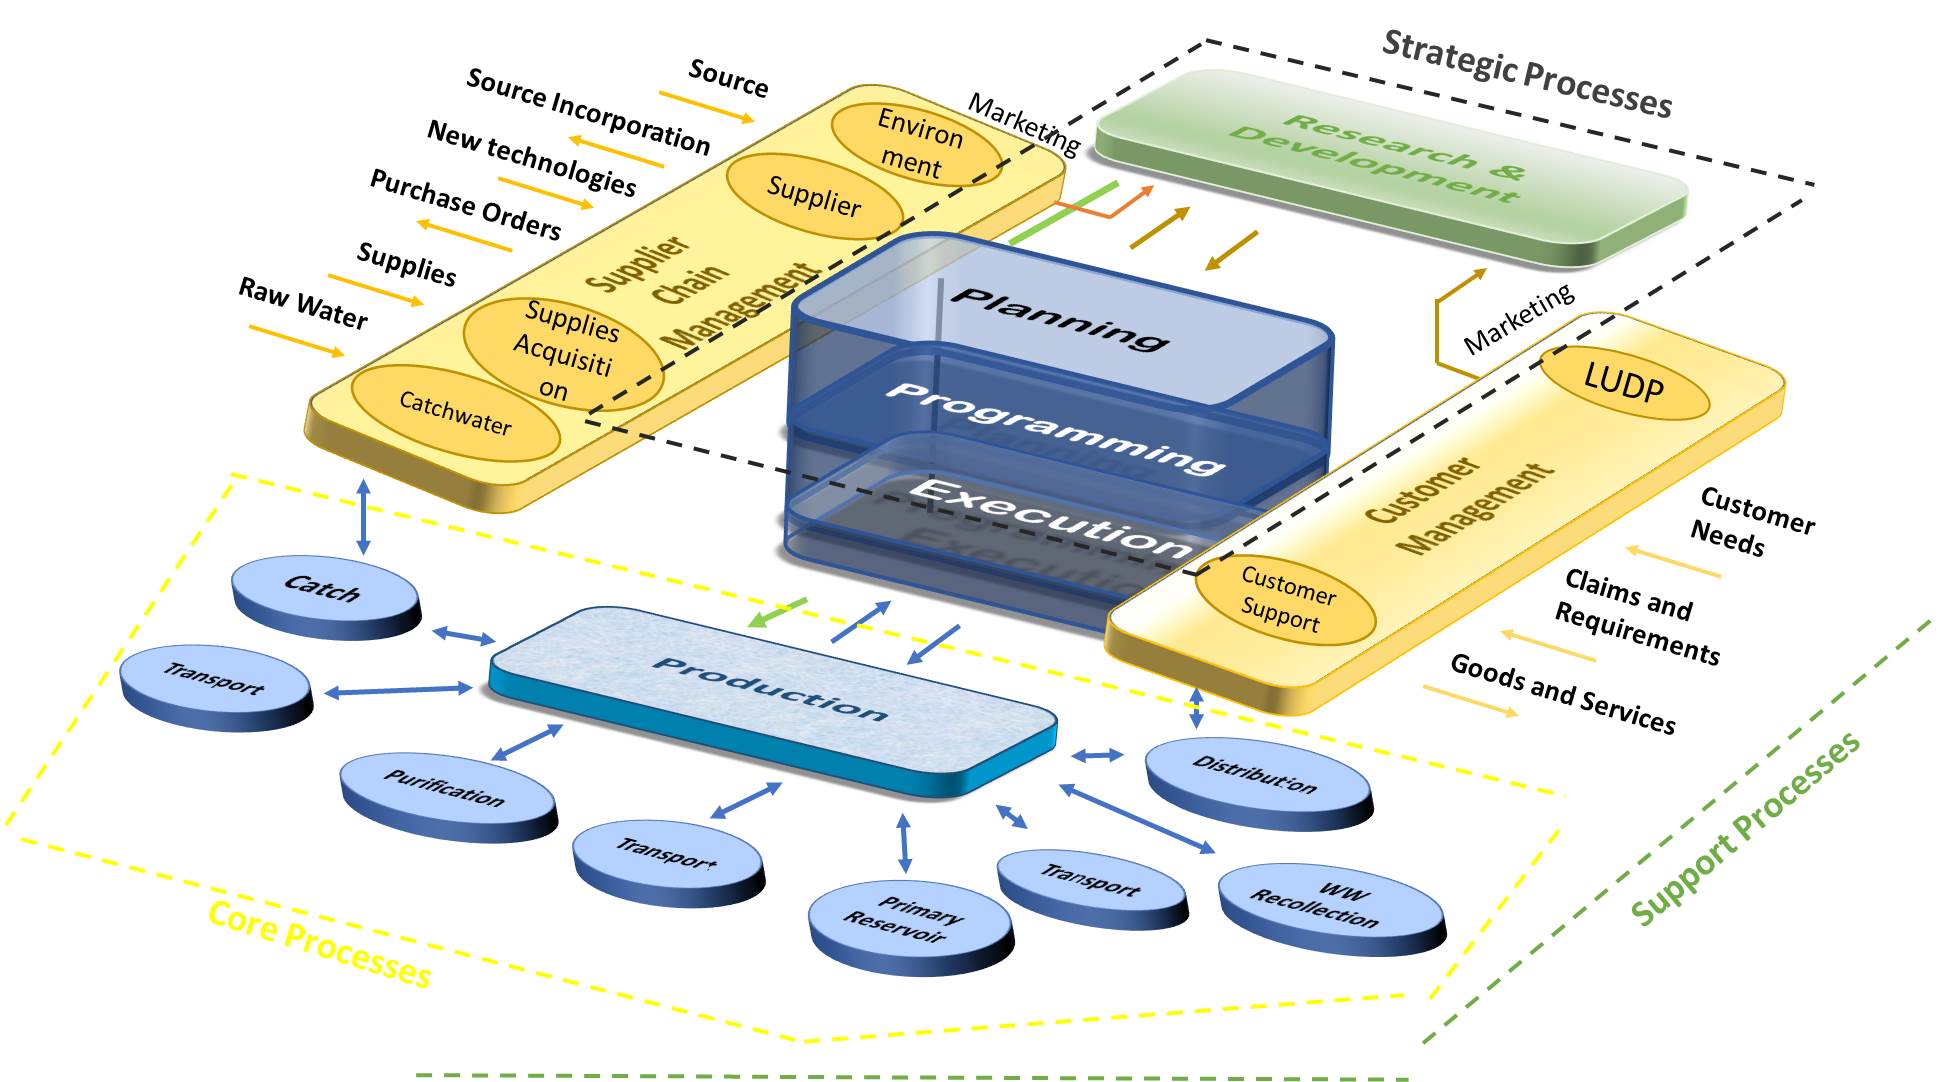 Strategic Processes
Source
Source Incorporation
New technologies
Purchase Orders
Supplies
Raw Water
Environ
ment
Supplier
Supplier
Chain
Management
Supplies
Acquisiti
on
Catchwater
Marketing
Research &
Development
Planning
Programming
Execution
Marketing
LUDP
Customer
Management
Customer
Support
Customer
Needs
Claims and
Requirements
Goods and Services
Support Processes
Catch
Transport
Purification
Transport
Primary
Reservoir
Transport
WW
Recollection
Distribution
Production
Core Processes